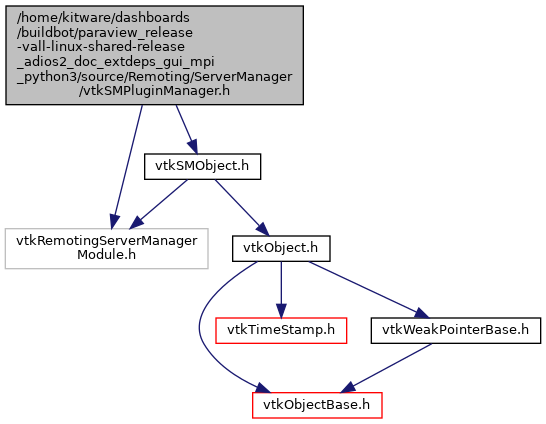 /home/kitware/dashboards
/buildbot/paraview_release
-vall-linux-shared-release
_adios2_doc_extdeps_gui_mpi
_python3/source/Remoting/ServerManager
/vtkSMPluginManager.h
vtkSMObject.h
vtkRemotingServerManager
Module.h
vtkObject.h
vtkTimeStamp.h
vtkWeakPointerBase.h
vtkObjectBase.h